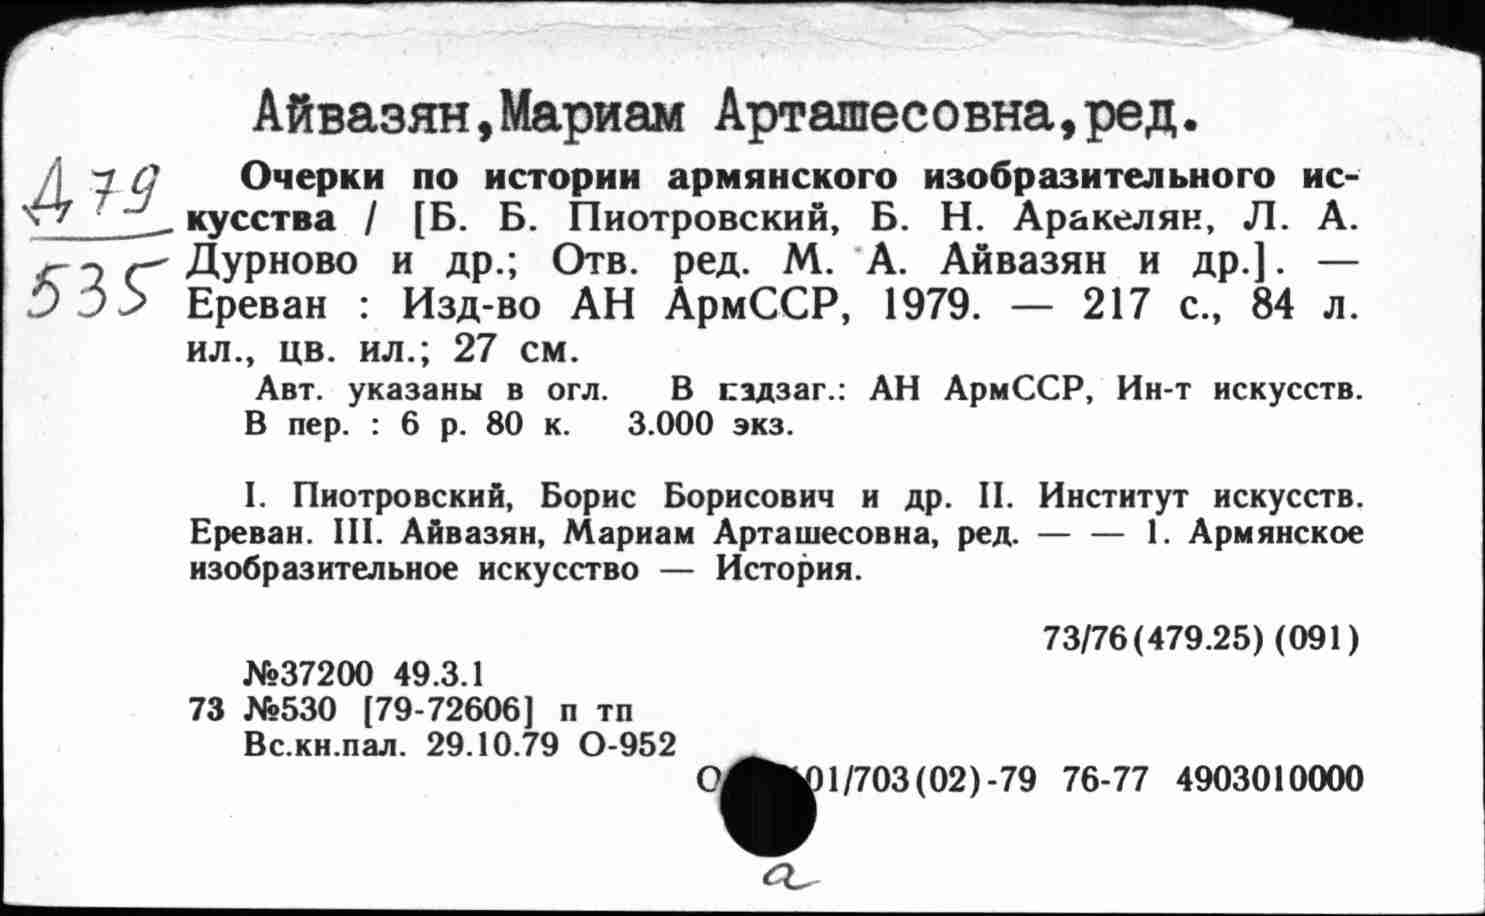 Айвазян, Мариам Арташесовна, ред.
Д 79
535
Очерки по истории армянского изобразительного ис-
кусства / [Б. Б. Пиотровский, Б. Н. Аракелян, Л. А.
Дурново и др.; Отв. ред. М. А. Айвазян и др.]. —
Ереван : Изд-во АН АрмССР, 1979. — 217 с., 84 л.
ил., цв. ил.; 27 см.
Авт. указаны в огл. В надзаг.: АН АрмССР, Ин-т искусств.
В пер. : 6 р. 80 к. 3.000 экз.
I. Пиотровский, Борис Борисович и др. II. Институт искусств.
Ереван. III. Айвазян, Мариам Арташесовна, ред. — — 1. Армянское
изобразительное искусство — История.
73/76(479.25) (091)
№37200 49.3.1
73 №530 [79-72606] п тп
Вс.кн.пал. 29.10.79 О-952
01/703(02)-79 76-77 4903010000
а